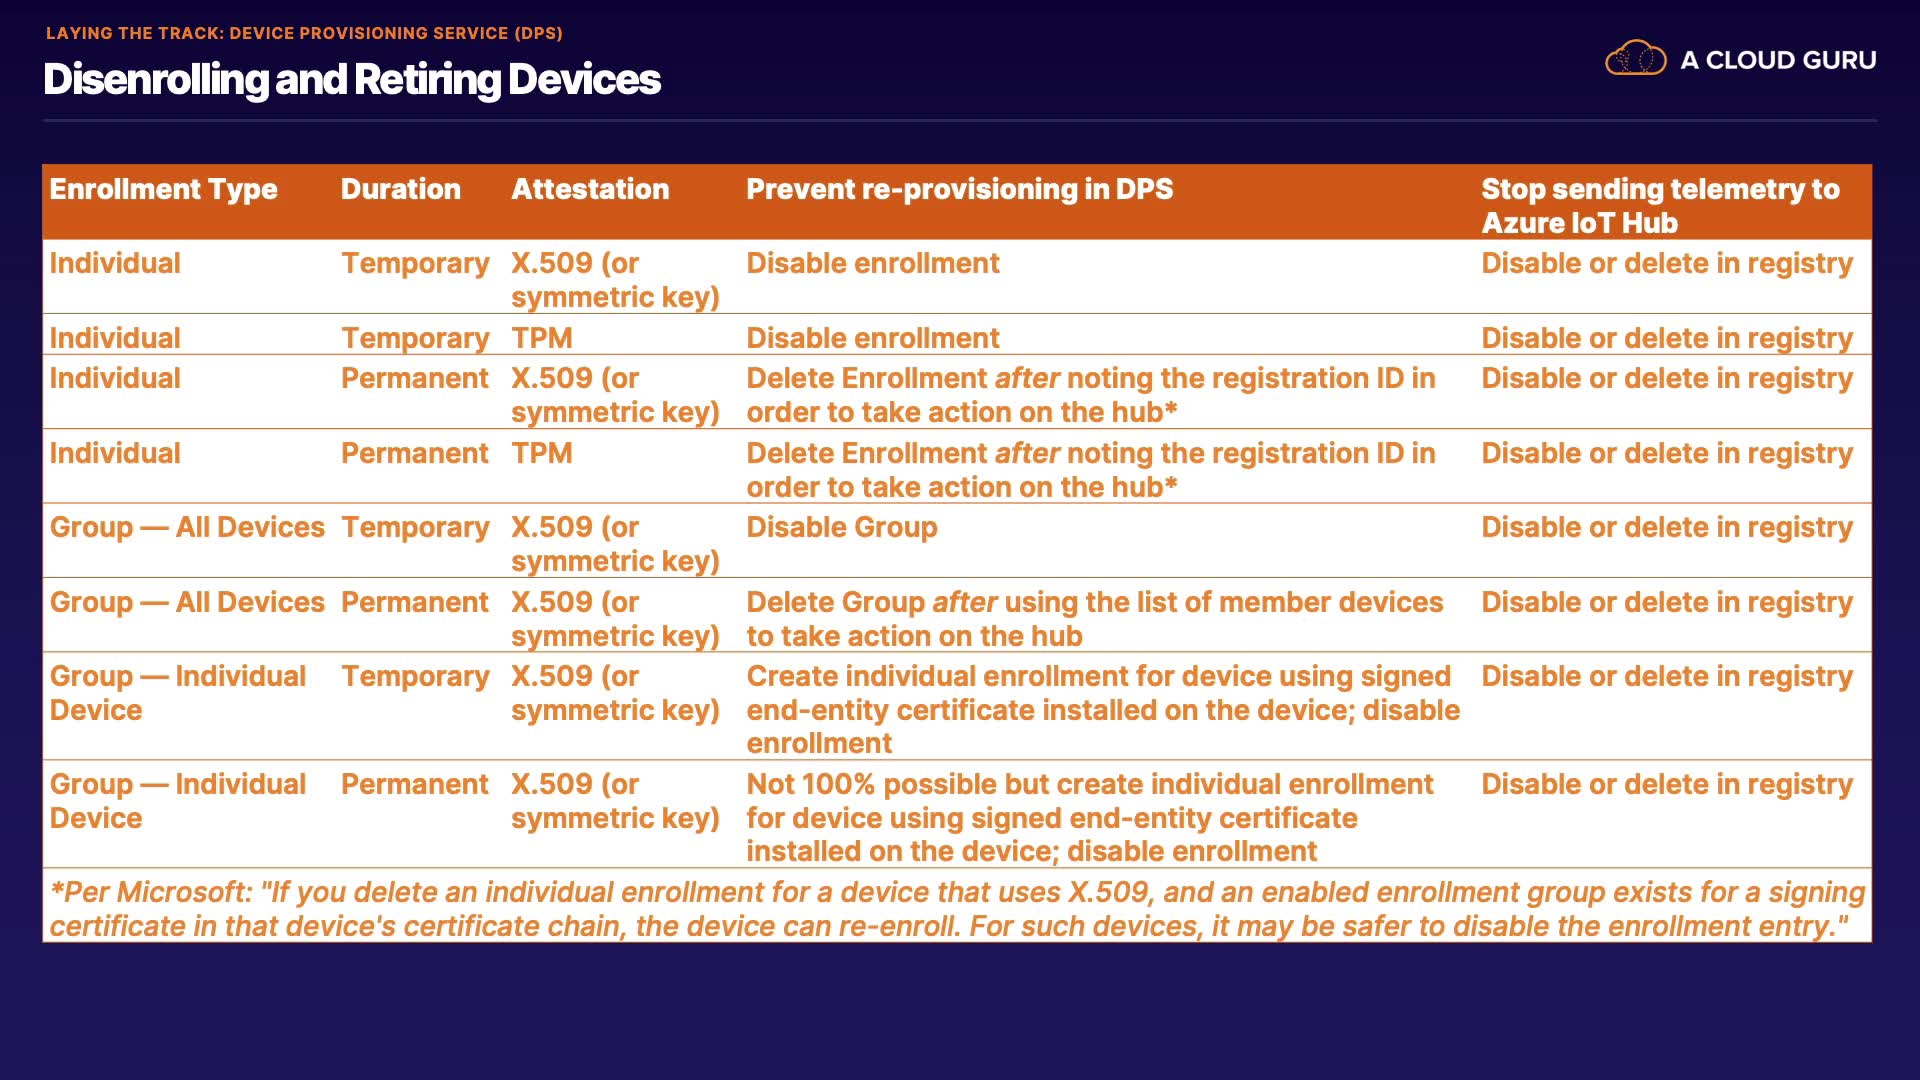 LAYING THE TRACK: DEVICE PROVISIONING SERVICE (DPS)
Disenrolling and Retiring Devices
A CLOUD GURU
Enrollment Type Duration Attestation Prevent re-provisioning in DPS Stop sending telemetry to
Azure IoT Hub
Individual Temporary X.509 (or Disable enrollment Disable or delete in registry
symmetric key)
Individual Temporary TPM Disable enrollment Disable or delete in registry
Individual Permanent X.509 (or Delete Enrollment after noting the registration ID in Disable or delete in registry
symmetric key) order to take action on the hub*
Individual Permanent TPM Delete Enrollment after noting the registration ID in Disable or delete in registry
order to take action on the hub*
Group — All Devices Temporary X.509 (or Disable Group Disable or delete in registry
symmetric key)
Group — All Devices Permanent X.509 (or Delete Group after using the list of member devices Disable or delete in registry
symmetric key) to take action on the hub
Group — Individual Temporary X.509 (or Create individual enrollment for device using signed Disable or delete in registry
Device symmetric key) end-entity certificate installed on the device; disable
enrollment
Group — Individual Permanent X.509 (or Not 100% possible but create individual enrollment Disable or delete in registry
Device symmetric key) for device using signed end-entity certificate
installed on the device; disable enrollment
*Per Microsoft: "If you delete an individual enrollment for a device that uses X.509, and an enabled enrollment group exists for a signing
certificate in that device's certificate chain, the device can re-enroll. For such devices, it may be safer to disable the enrollment entry."